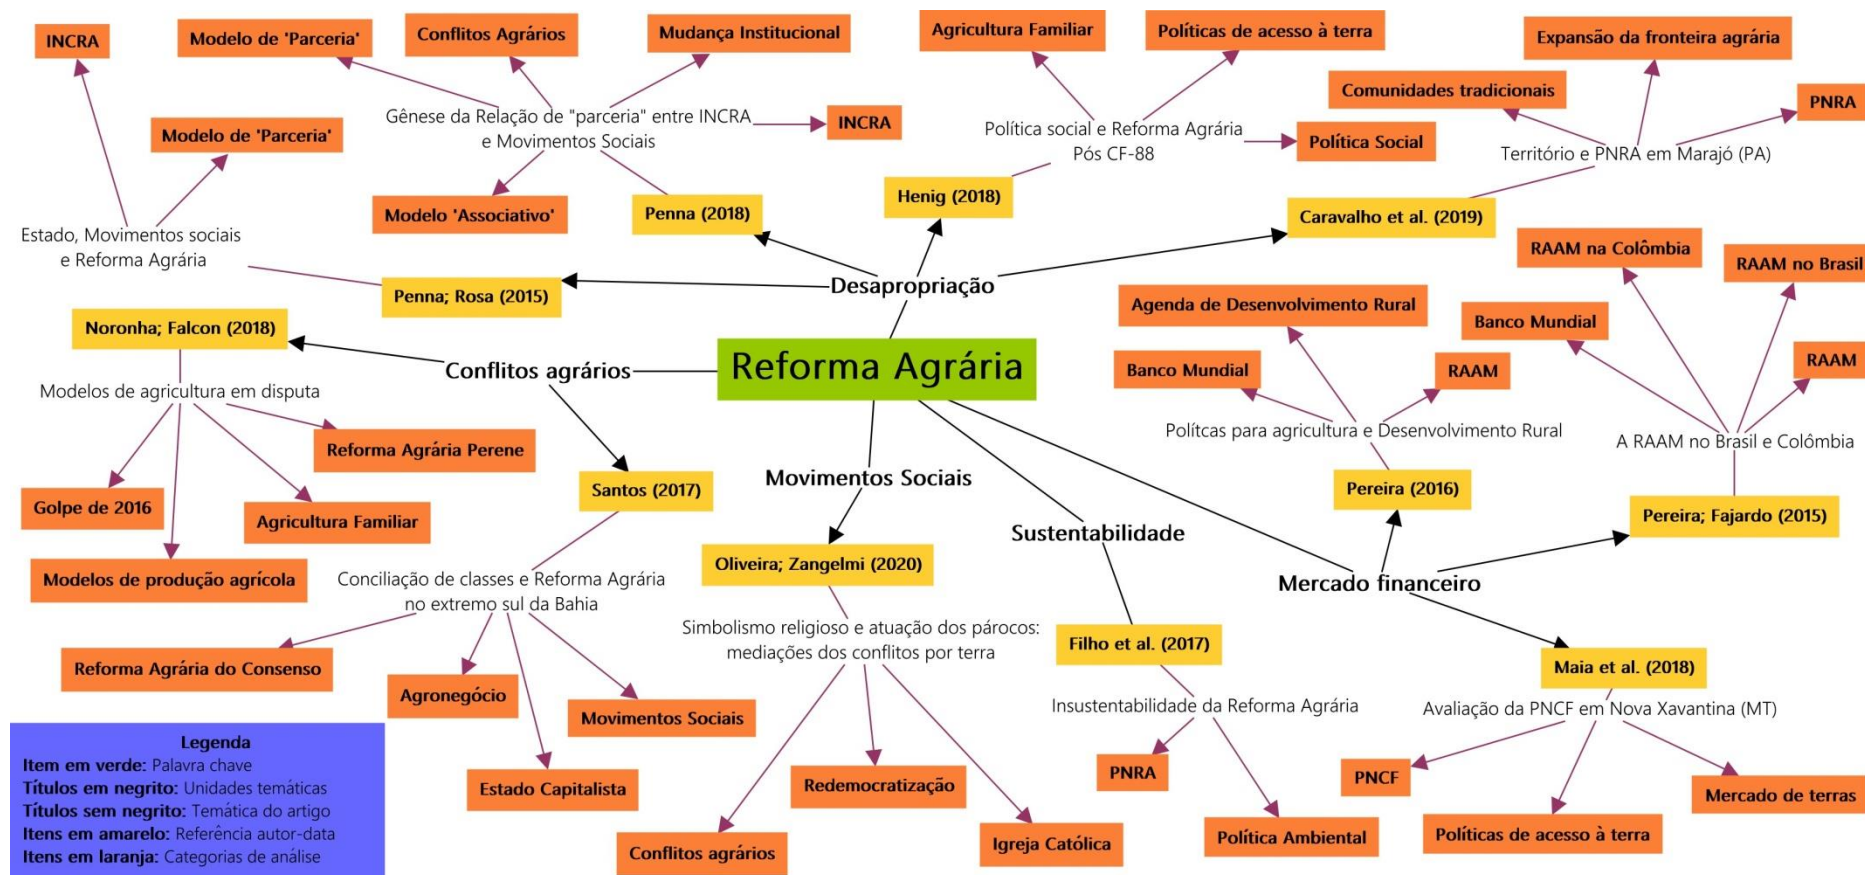 INCRA
Modelo de 'Parceria'
Conflitos Agrários
Mudança Institucional
Agricultura Familiar
Políticas de acesso à terra
Expansão da fronteira agrária
Comunidades tradicionais
PNRA
Modelo de 'Parceria'
Gênese da Relação de "parceria" entre INCRA
e Movimentos Sociais
INCRA
Política social e Reforma Agrária
Pós CF-88
Política Social
Território e PNRA em Marajó (PA)
Modelo 'Associativo'
Penna (2018)
Henig (2018)
Caravalho et al. (2019)
Estado, Movimentos sociais
e Reforma Agrária
Penna; Rosa (2015)
Desapropriação
RAAM na Colômbia
RAAM no Brasil
Agenda de Desenvolvimento Rural
Banco Mundial
Noronha; Falcon (2018)
Conflitos agrários
Reforma Agrária
Banco Mundial
RAAM
RAAM
Modelos de agricultura em disputa
Polítcas para agricultura e Desenvolvimento Rural
A RAAM no Brasil e Colômbia
Reforma Agrária Perene
Golpe de 2016
Agricultura Familiar
Modelos de produção agrícola
Santos (2017)
Movimentos Sociais
Pereira (2016)
Pereira; Fajardo (2015)
Sustentabilidade
Oliveira; Zangelmi (2020)
Mercado financeiro
Conciliação de classes e Reforma Agrária
no extremo sul da Bahia
Simbolismo religioso e atuação dos párocos:
mediações dos conflitos por terra
Filho et al. (2017)
Maia et al. (2018)
Reforma Agrária do Consenso
Agronegócio
Movimentos Sociais
Estado Capitalista
Insustentabilidade da Reforma Agrária
Avaliação da PNCF em Nova Xavantina (MT)
Redemocratização
PNRA
PNCF
Mercado de terras
Conflitos agrários
Igreja Católica
Política Ambiental
Políticas de acesso à terra
Legenda
Item em verde: Palavra chave
Títulos em negrito: Unidades temáticas
Títulos sem negrito: Temática do artigo
Itens em amarelo: Referência autor-data
Itens em laranja: Categorias de análise